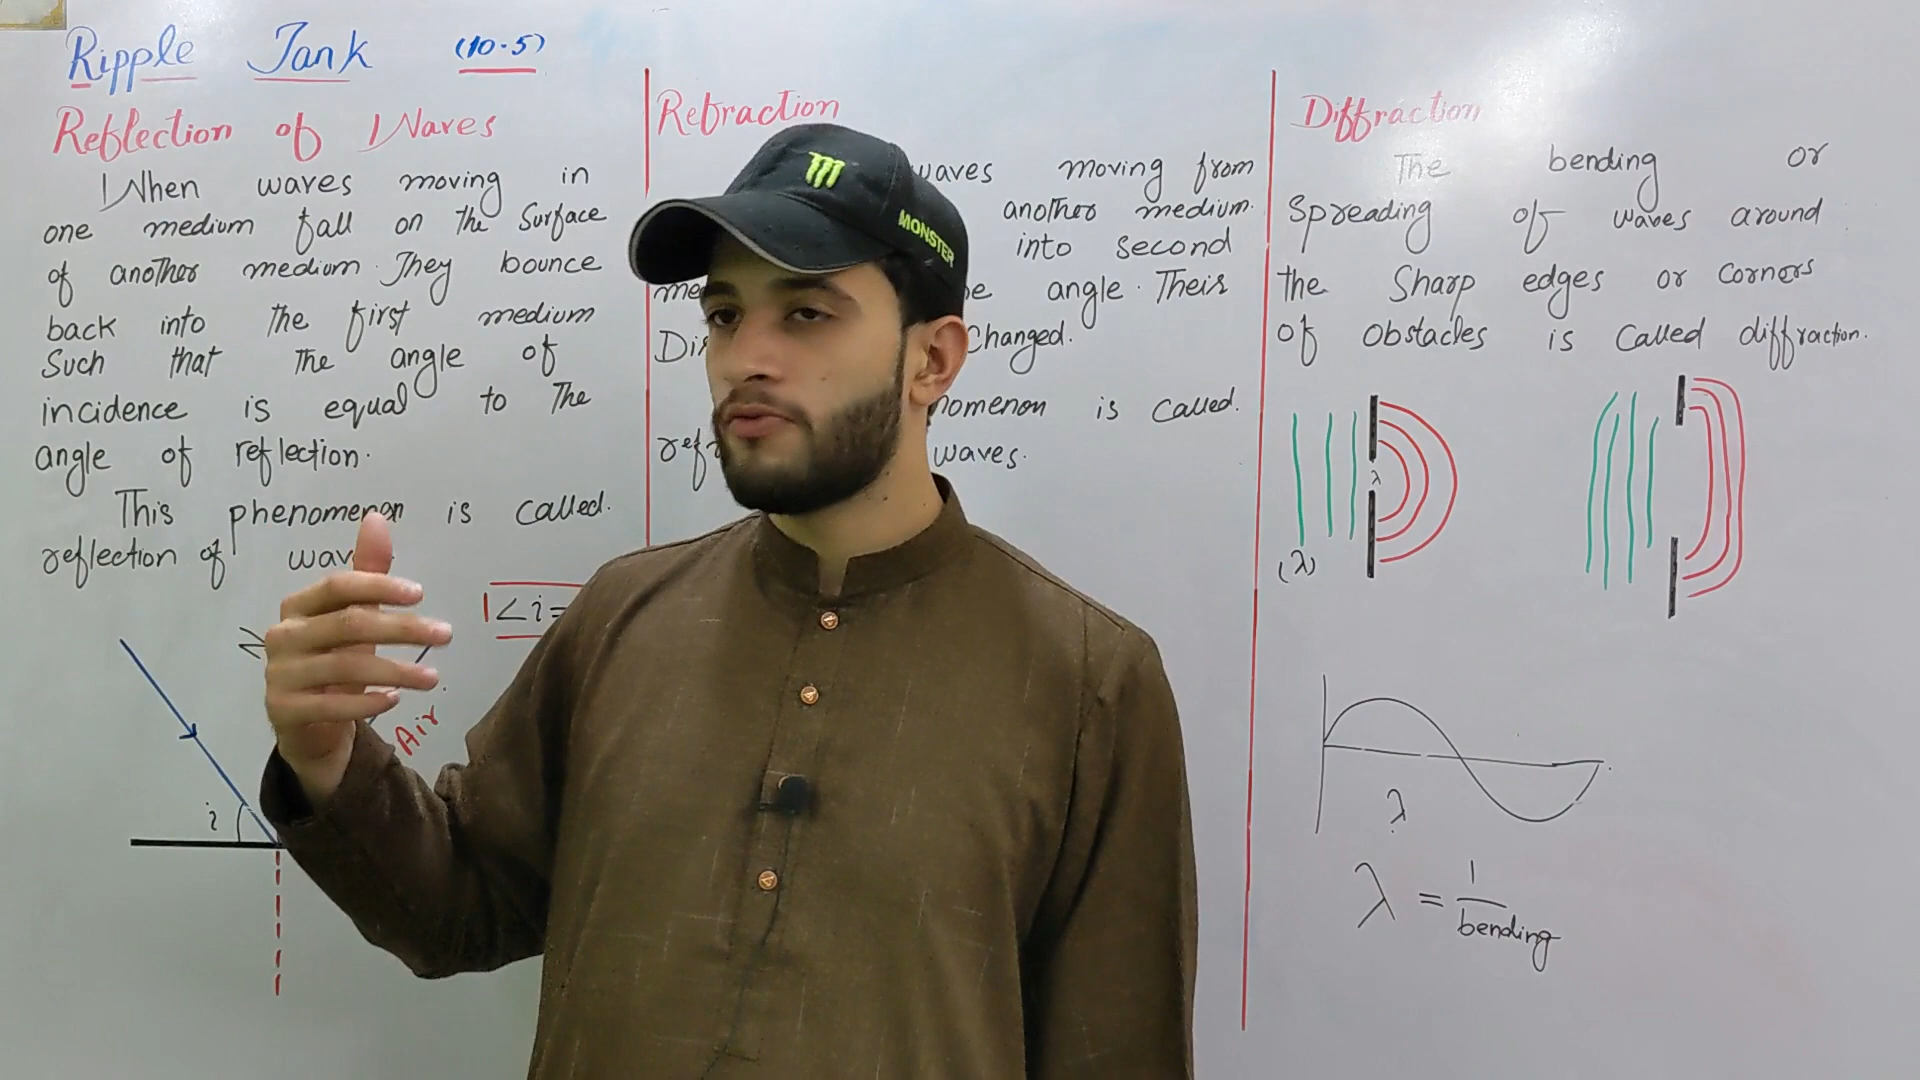 Ripple Tank (10.5)
Reflection of Waves
When waves moving in
one medium fall on the Surface
of another medium. They bounce
back into the first medium
Such that the angle of
incidence is equal to The
angle of reflection.
This phenomenon is called.
reflection of
∠i=
Air
i
Refraction
waves moving from
another medium.
into second
angle. Their
Changed.
is called.
waves.
MONSTER
Diffraction
The bending or
Spreading of waves around
the Sharp edges or corners
of obstacles is called diffraction.
λ
(λ)
λ
λ = 1/bending